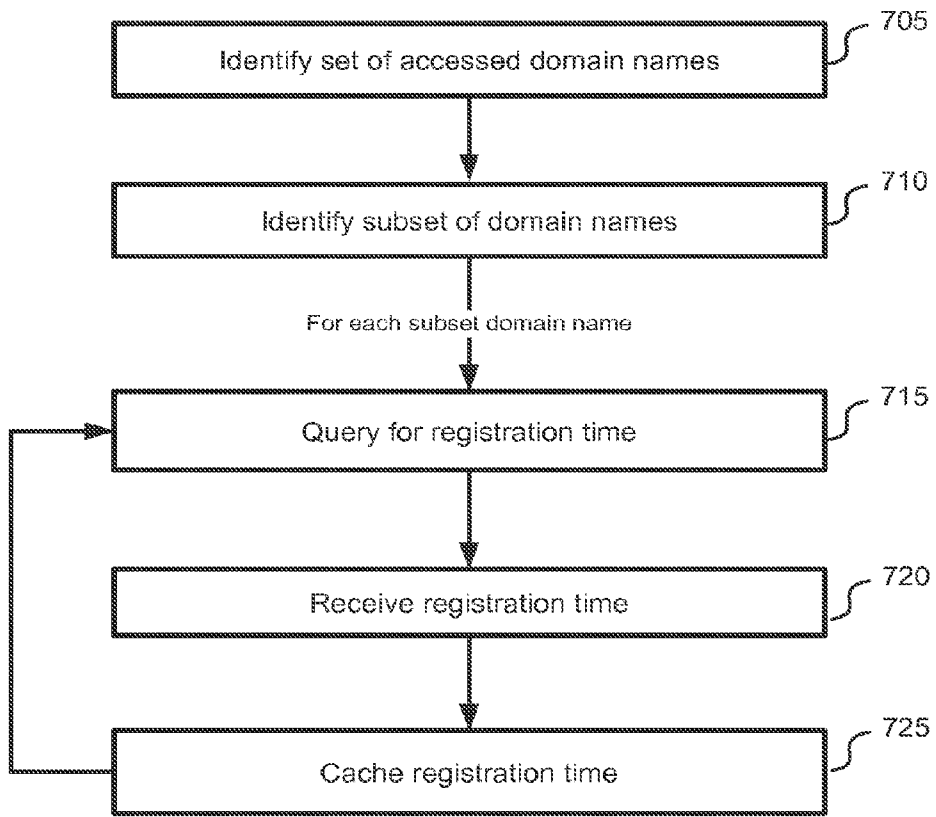 705
Identify set of accessed domain names
710
Identify subset of domain names
For each subset domain name
715
Query for registration time
720
Receive registration time
725
Cache registration time